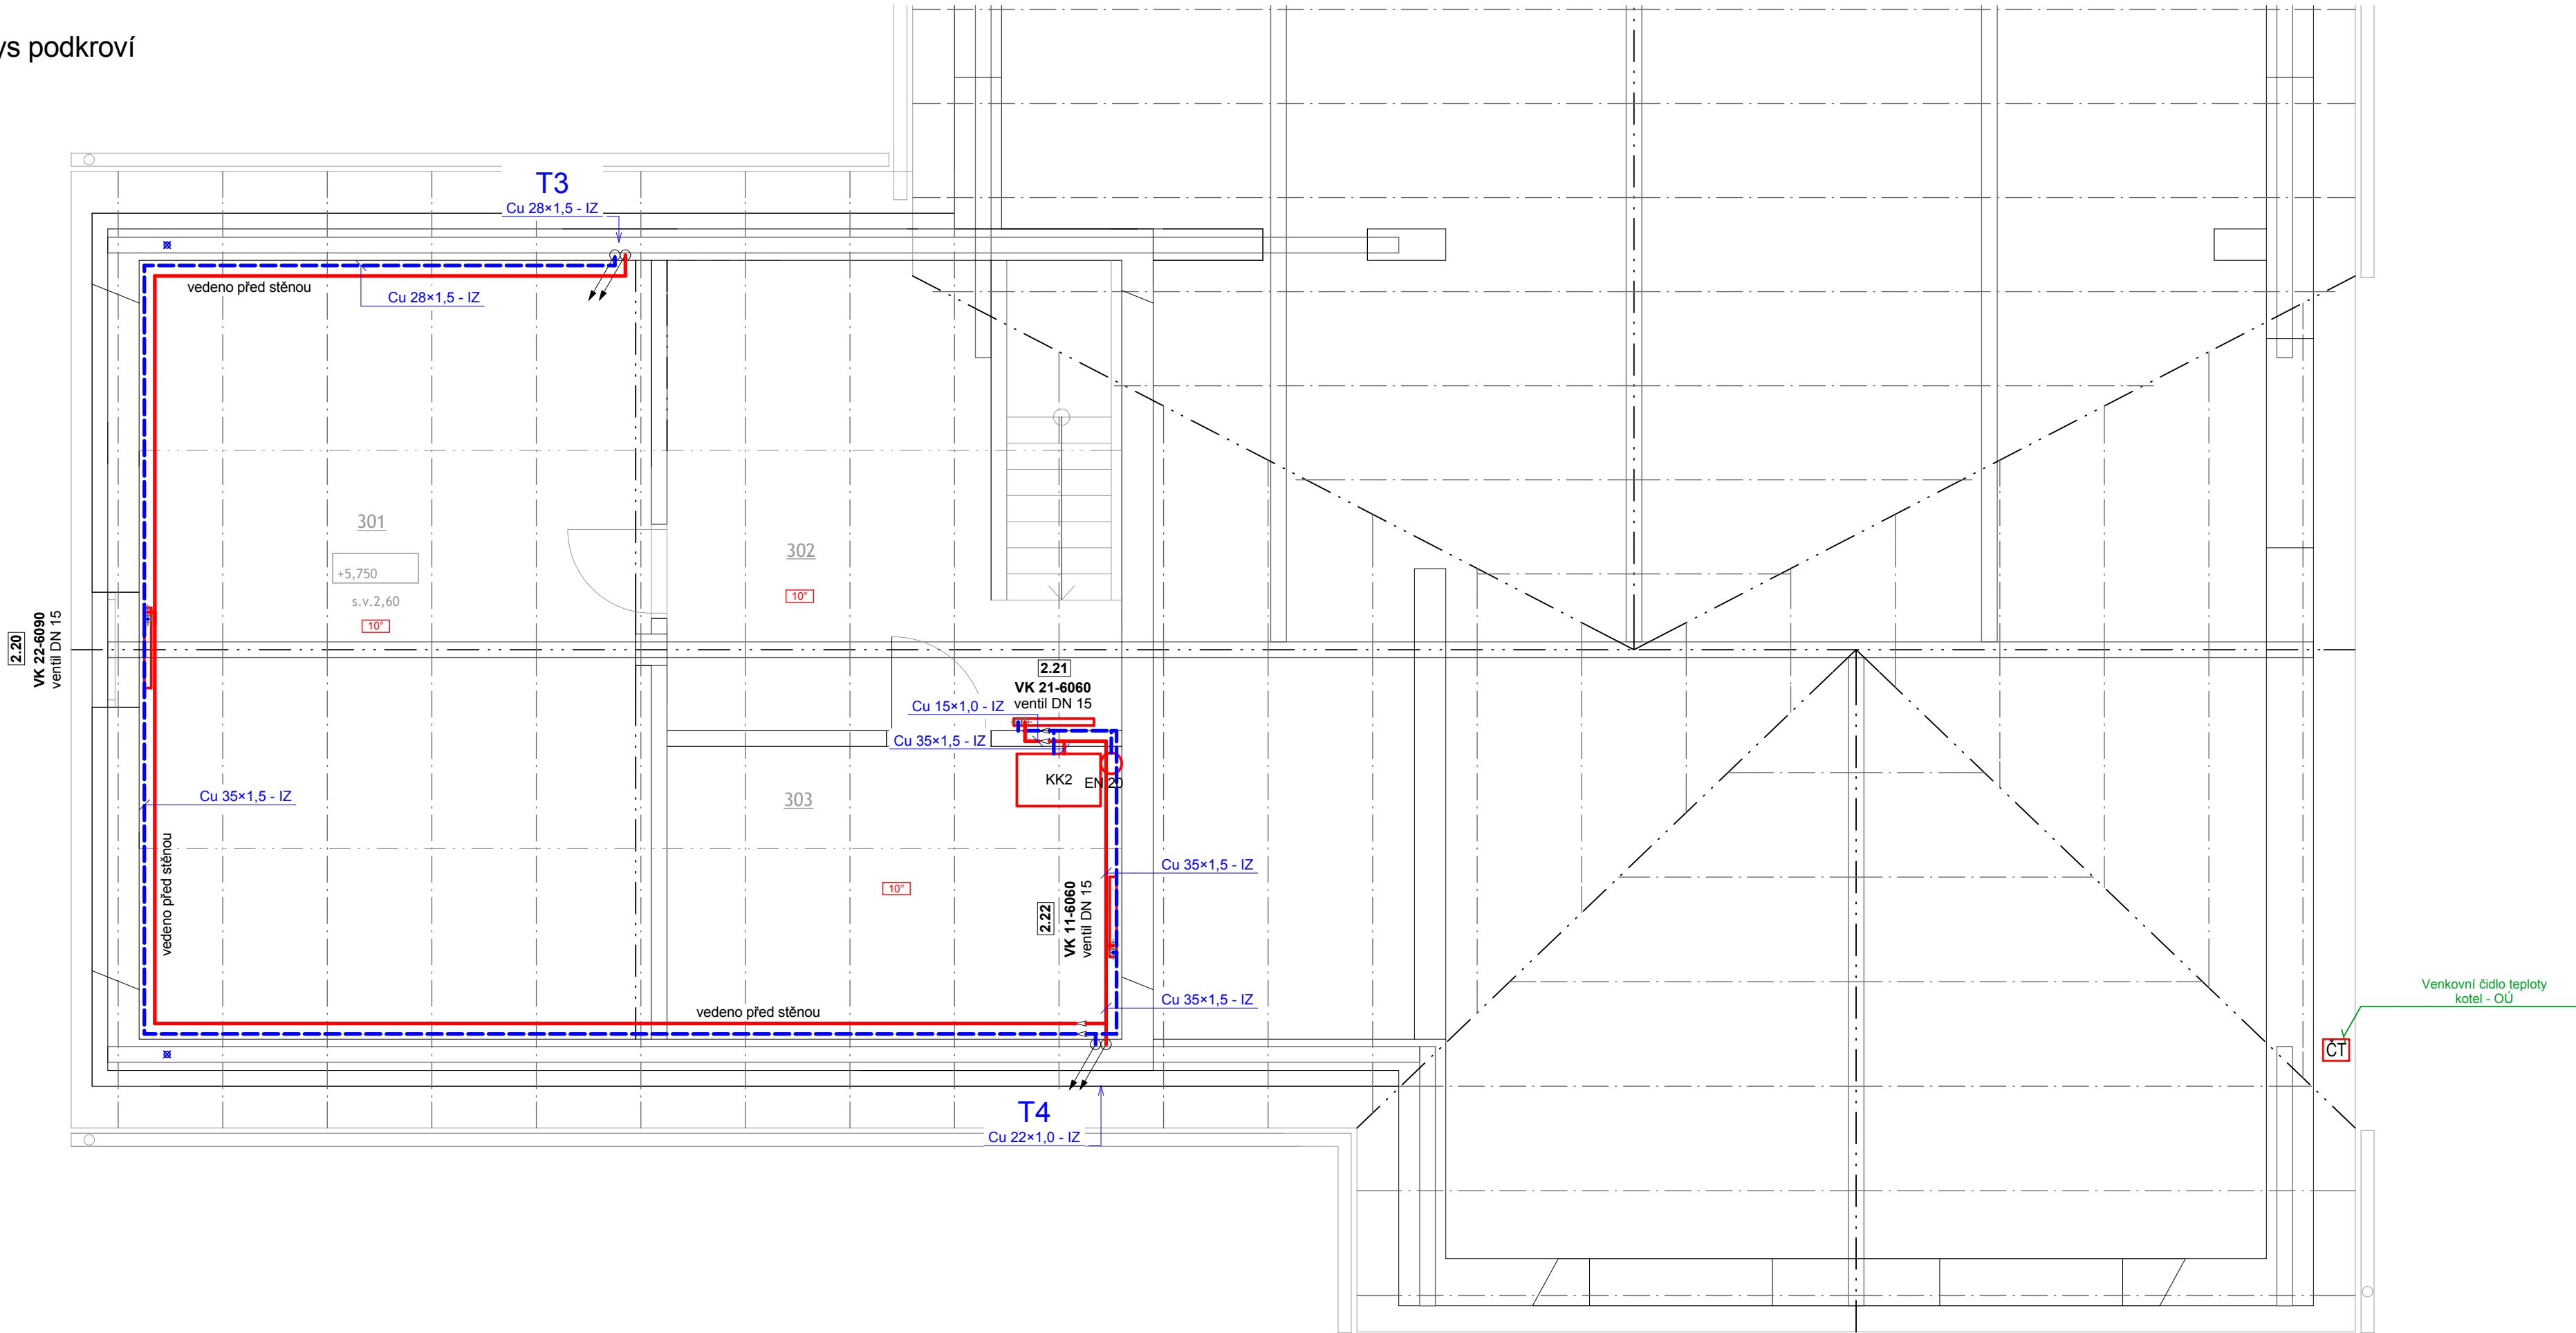 ys podkroví
T3
Cu 28×1,5 - IZ
vedeno před stěnou
Cu 28×1,5 - IZ
301
+5,750
s.v.2,60
10°
302
10°
2.20
VK 22-6090
ventil DN 15
2.21
VK 21-6060
ventil DN 15
Cu 15×1,0 - IZ
Cu 35×1,5 - IZ
KK2
EN 20
303
10°
Cu 35×1,5 - IZ
vedeno před stěnou
Cu 35×1,5 - IZ
2.22
VK 11-6060
ventil DN 15
Cu 35×1,5 - IZ
vedeno před stěnou
T4
Cu 22×1,0 - IZ
Venkovní čidlo teploty
kotel - OÚ
ČT